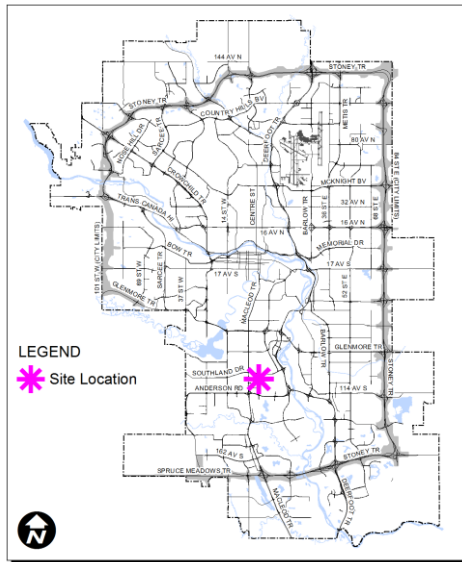 144 AV N
STONEY TR
STONEY TR
COUNTRY HILLS BV
METIS TR
NOSE HILL DR
SARCEE TR
DEERFOOT TR
80 AV N
CROWCHILD TR
MCKNIGHT BV
84 ST E (CITY LIMITS)
TRANS CANADA HI
14 ST W
CENTRE ST
BARLOW TR
36 ST E
32 AV N
68 ST E
16 AV N
16 AV N
101 ST W (CITY LIMITS)
BOW TR
MEMORIAL DR
69 ST W
SARCEE TR
17 AV S
17 AV S
37 ST W
MACLEOD TR
52 ST E
GLENMORE TR
BARLOW TR
GLENMORE TR
LEGEND
Site Location
SOUTHLAND DR
STONEY TR
ANDERSON RD
114 AV S
162 AV S
STONEY TR
SPRUCE MEADOWS TR
MACLEOD TR
DEERFOOT TR
N